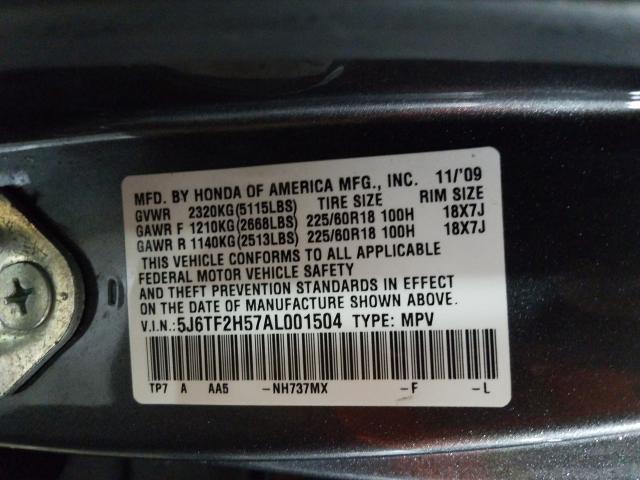 MFD. BY HONDA OF AMERICA MFG., INC. 11/'09
GVWR 2320KG(5115LBS) TIRE SIZE RIM SIZE
GAWR F 1210KG(2668LBS) 225/60R18 100H 18X7J
GAWR R 1140KG(2513LBS) 225/60R18 100H 18X7J
THIS VEHICLE CONFORMS TO ALL APPLICABLE
FEDERAL MOTOR VEHICLE SAFETY
AND THEFT PREVENTION STANDARDS IN EFFECT
ON THE DATE OF MANUFACTURE SHOWN ABOVE.
V.I.N.:5J6TF2H57AL001504 TYPE: MPV
TP7 A AA5 -NH737MX -F -L